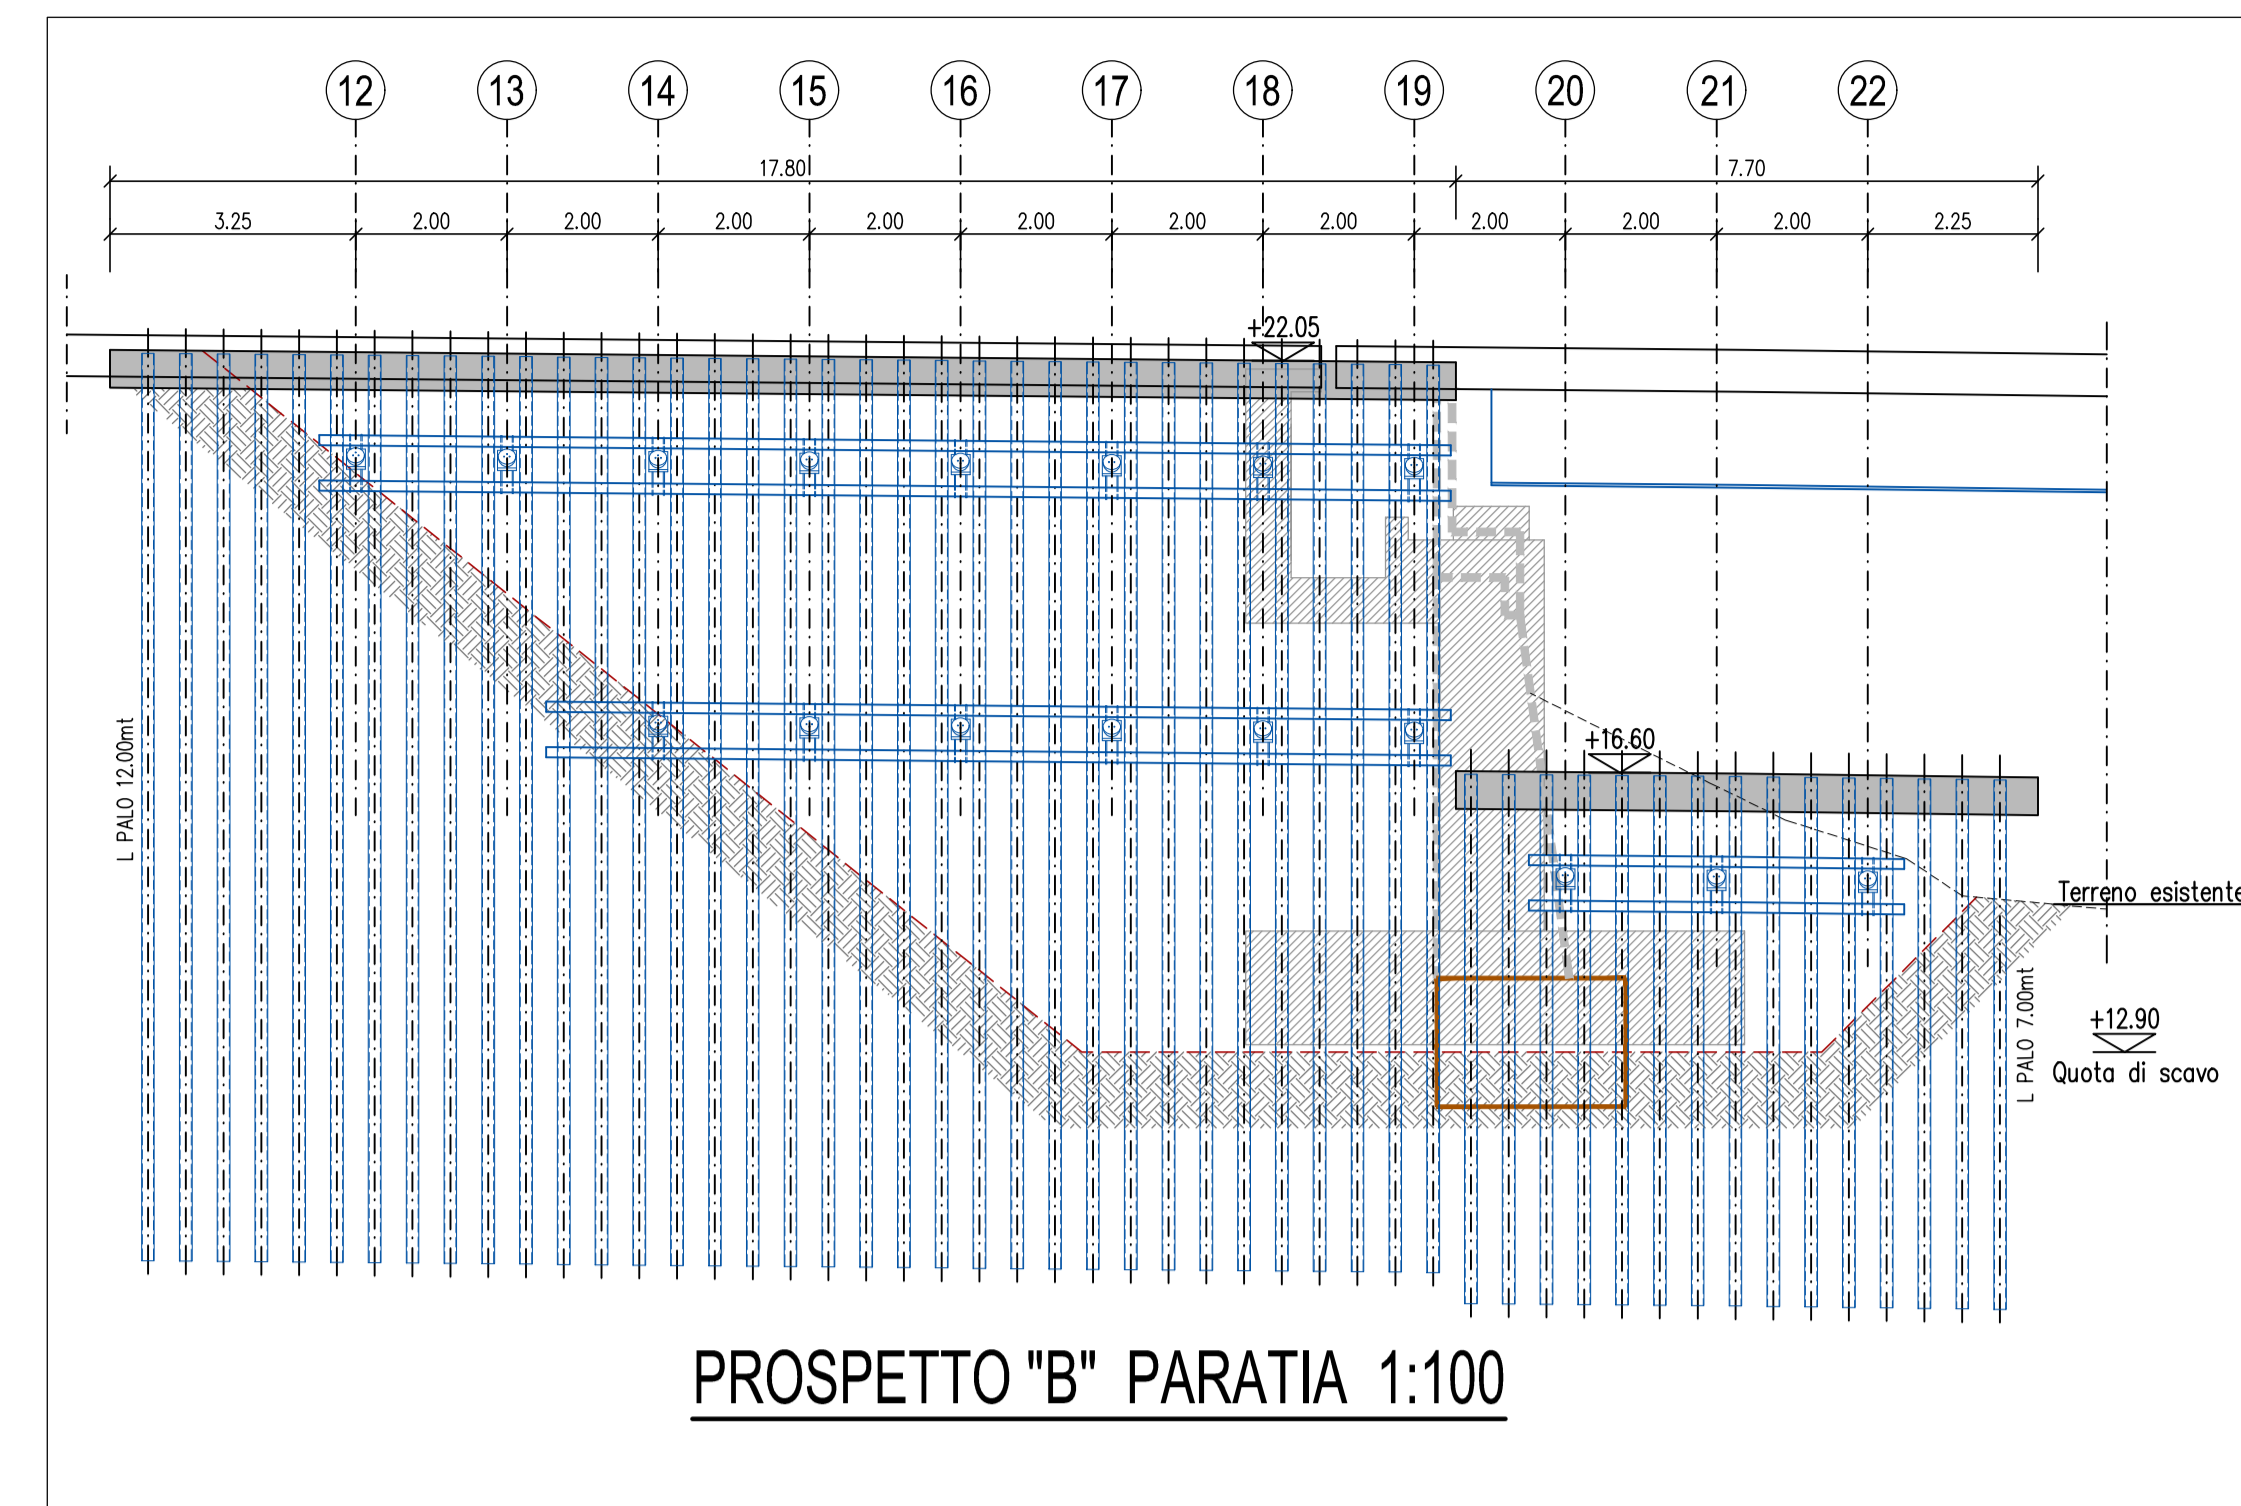 12 13 14 15 16 17 18 19 20 21 22
17.80 7.70
3.25 2.00 2.00 2.00 2.00 2.00 2.00 2.00 2.00 2.00 2.00 2.25
+22.05
+16.60
L PALO 12.00mt
Terreno esistente
L PALO 7.00mt
+12.90
Quota di scavo
PROSPETTO "B" PARATIA 1:100